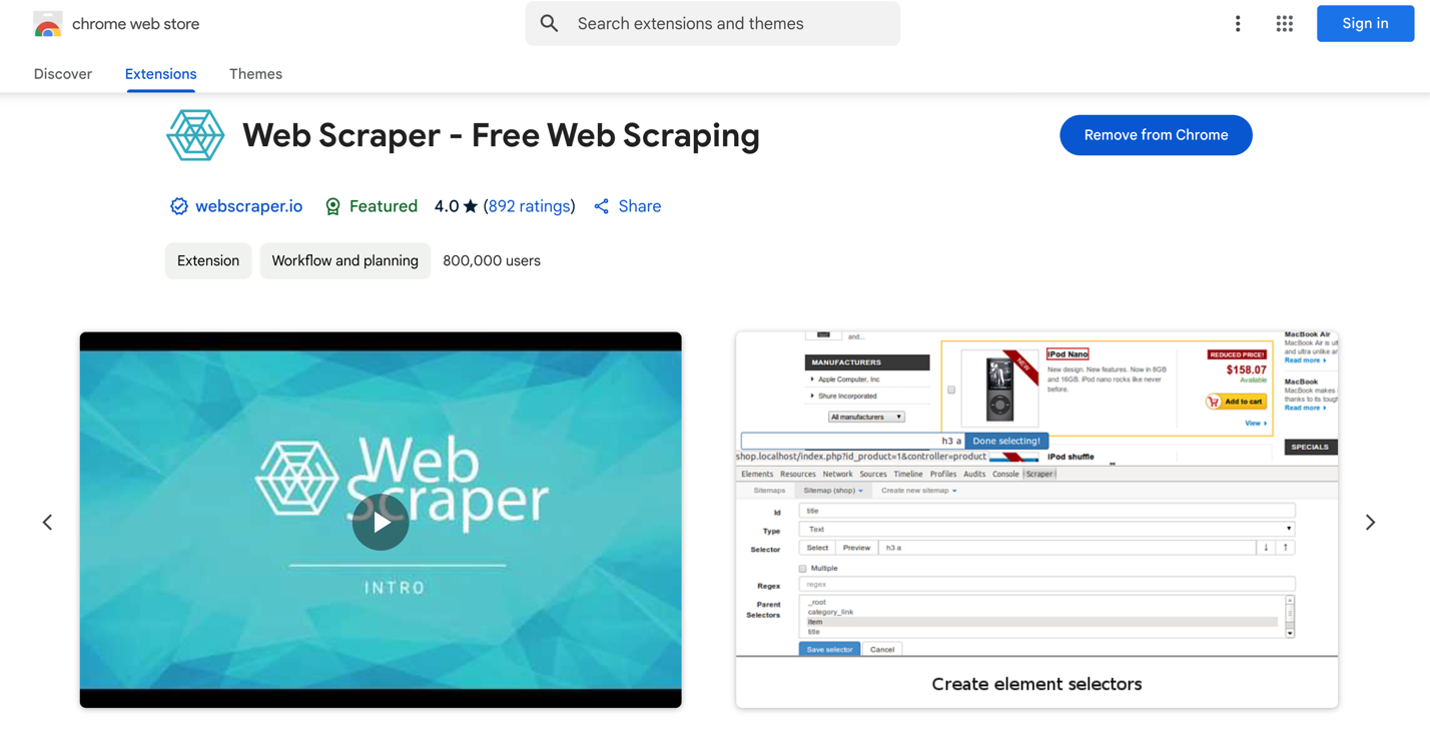 chrome web store
Search extensions and themes
Sign in
Discover Extensions Themes
Web Scraper - Free Web Scraping
Remove from Chrome
webscraper.io Featured 4.0 ★ (892 ratings) Share
Extension Workflow and planning 800,000 users
Web
Scraper
INTRO
and...
MANUFACTURERS
Apple Computer, Inc
Shure Incorporated
All manufacturers
NEW
iPod Nano
New design. New features. Now in 8GB
and 16GB. iPod nano rocks like never
before.
REDUCED PRICE!
$158.07
Available
Add to cart
View
MacBook Air
MacBook Air is ult
and ultra unlike an
Read more
MacBook
MacBook makes
thanks to its tough
Read more
SPECIALS
h3 a Done selecting!
shop.localhost/index.php?id_product=1&controller=product
iPod shuffle
Elements Resources Network Sources Timeline Profiles Audits Console Scraper
Sitemaps Sitemap (shop) Create new sitemap
Id title
Type Text
Selector Select Preview h3 a
Multiple
Regex regex
Parent
Selectors
_root
category_link
item
title
Save selector Cancel
Create element selectors